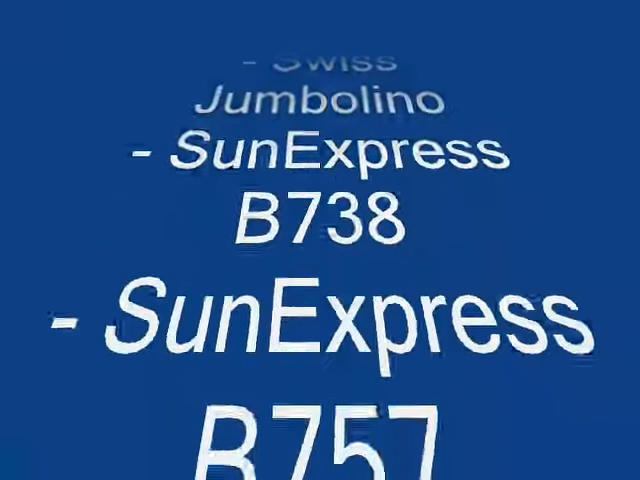 - Swiss
Jumbolino
- SunExpress
B738
- SunExpress
B757